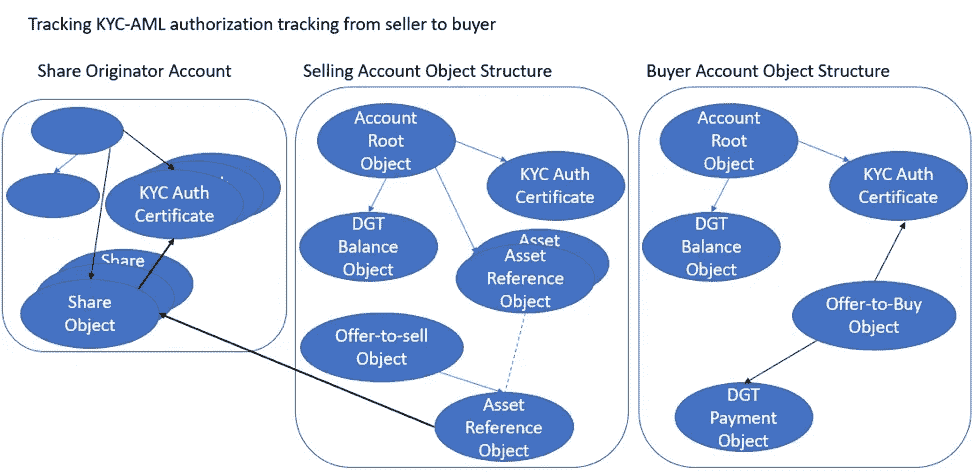 Tracking KYC-AML authorization tracking from seller to buyer
Share Originator Account
KYC Auth
Certificate
Share
Share
Object
Selling Account Object Structure
Account
Root
Object
KYC Auth
Certificate
DGT
Balance
Object
Asset
Asset
Reference
Object
Offer-to-sell
Object
Asset
Reference
Object
Buyer Account Object Structure
Account
Root
Object
KYC Auth
Certificate
DGT
Balance
Object
Offer-to-Buy
Object
DGT
Payment
Object